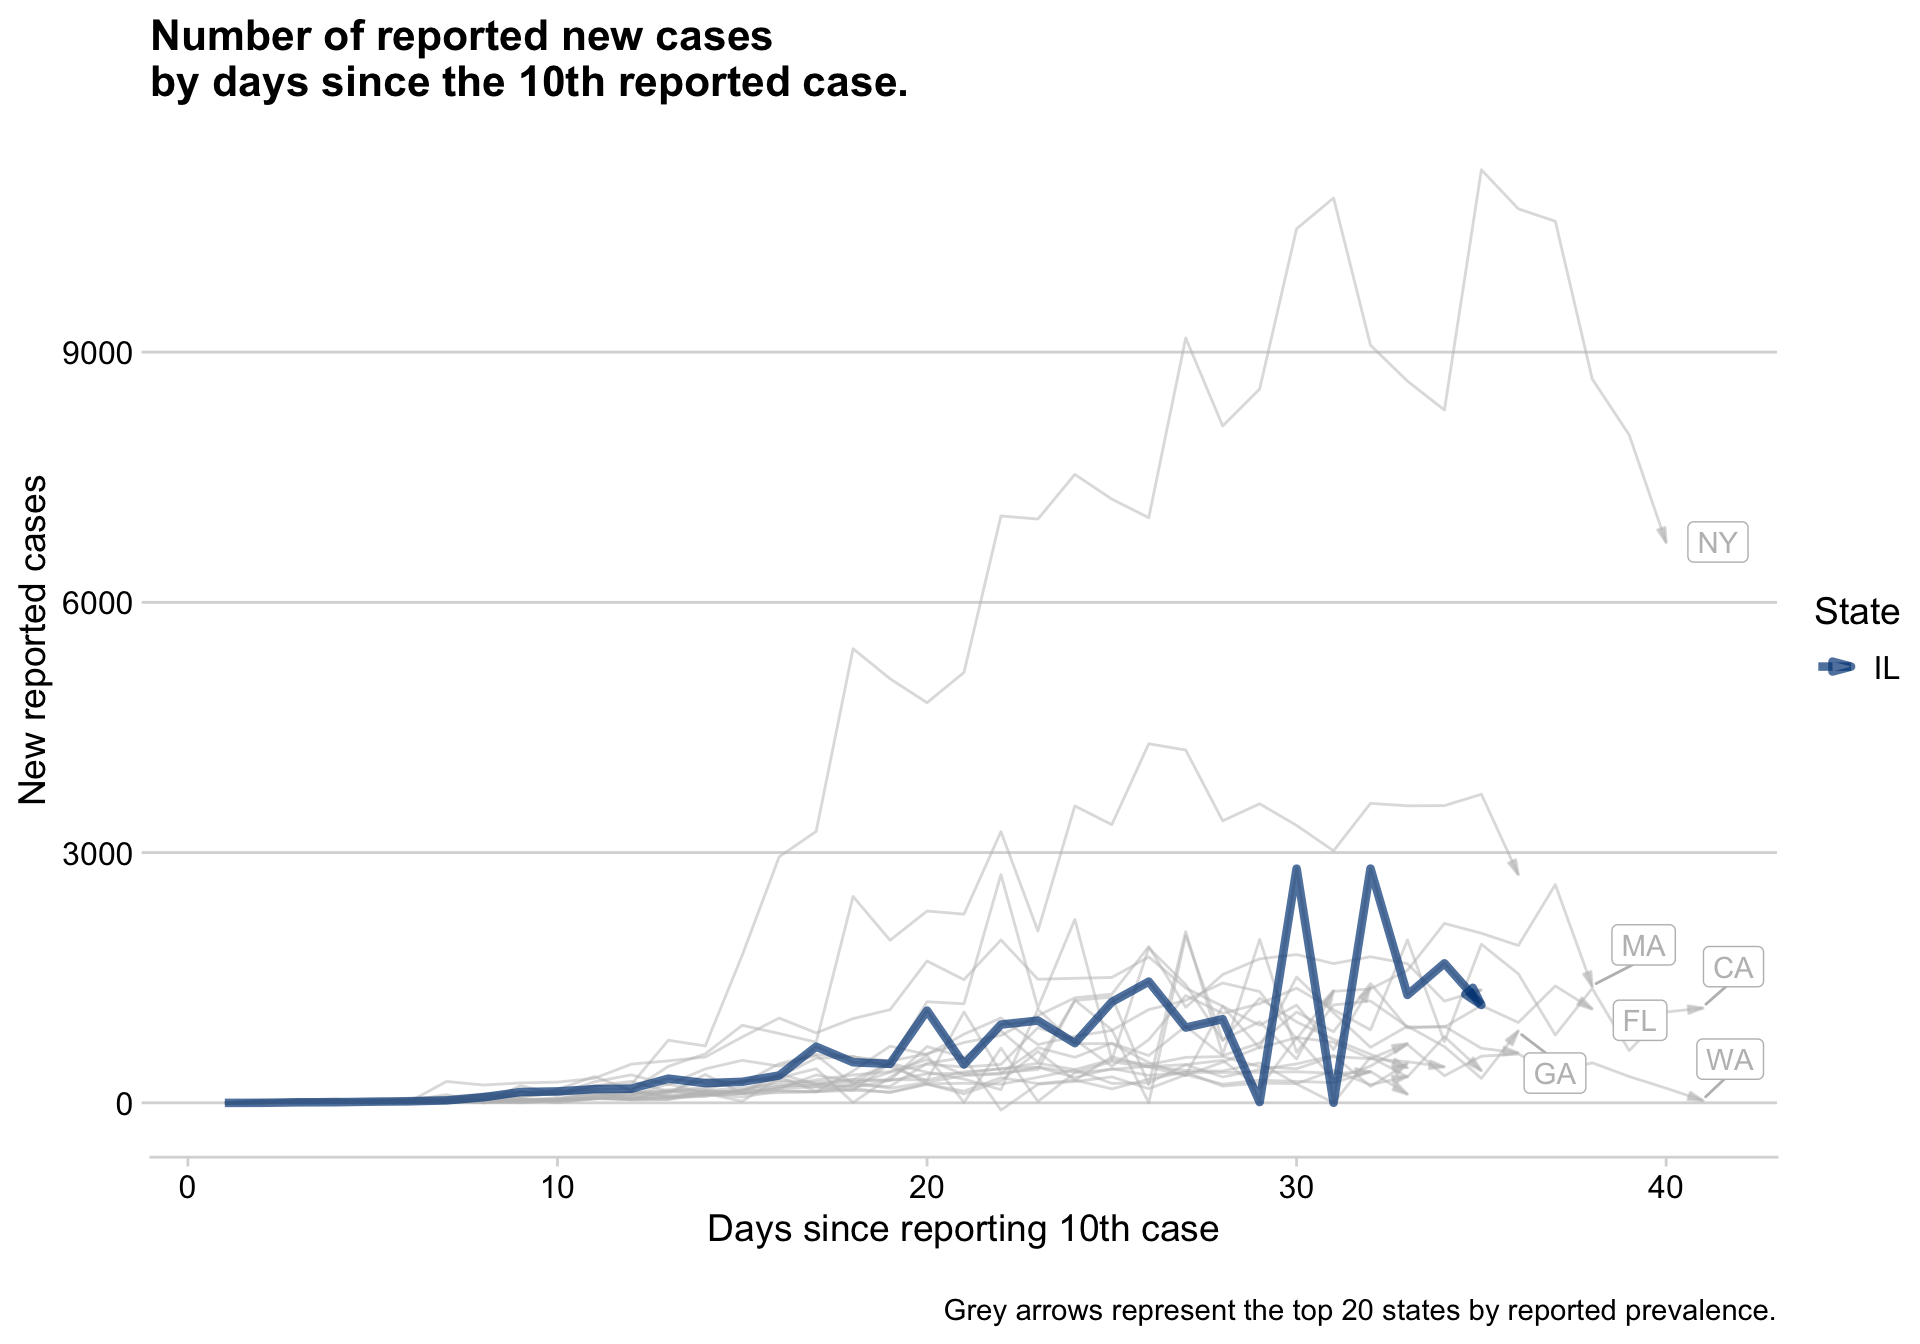 Number of reported new cases
by days since the 10th reported case.
New reported cases
9000
6000
3000
0
NY
MA
CA
FL
WA
GA
State
IL
0
10
20
30
40
Days since reporting 10th case
Grey arrows represent the top 20 states by reported prevalence.